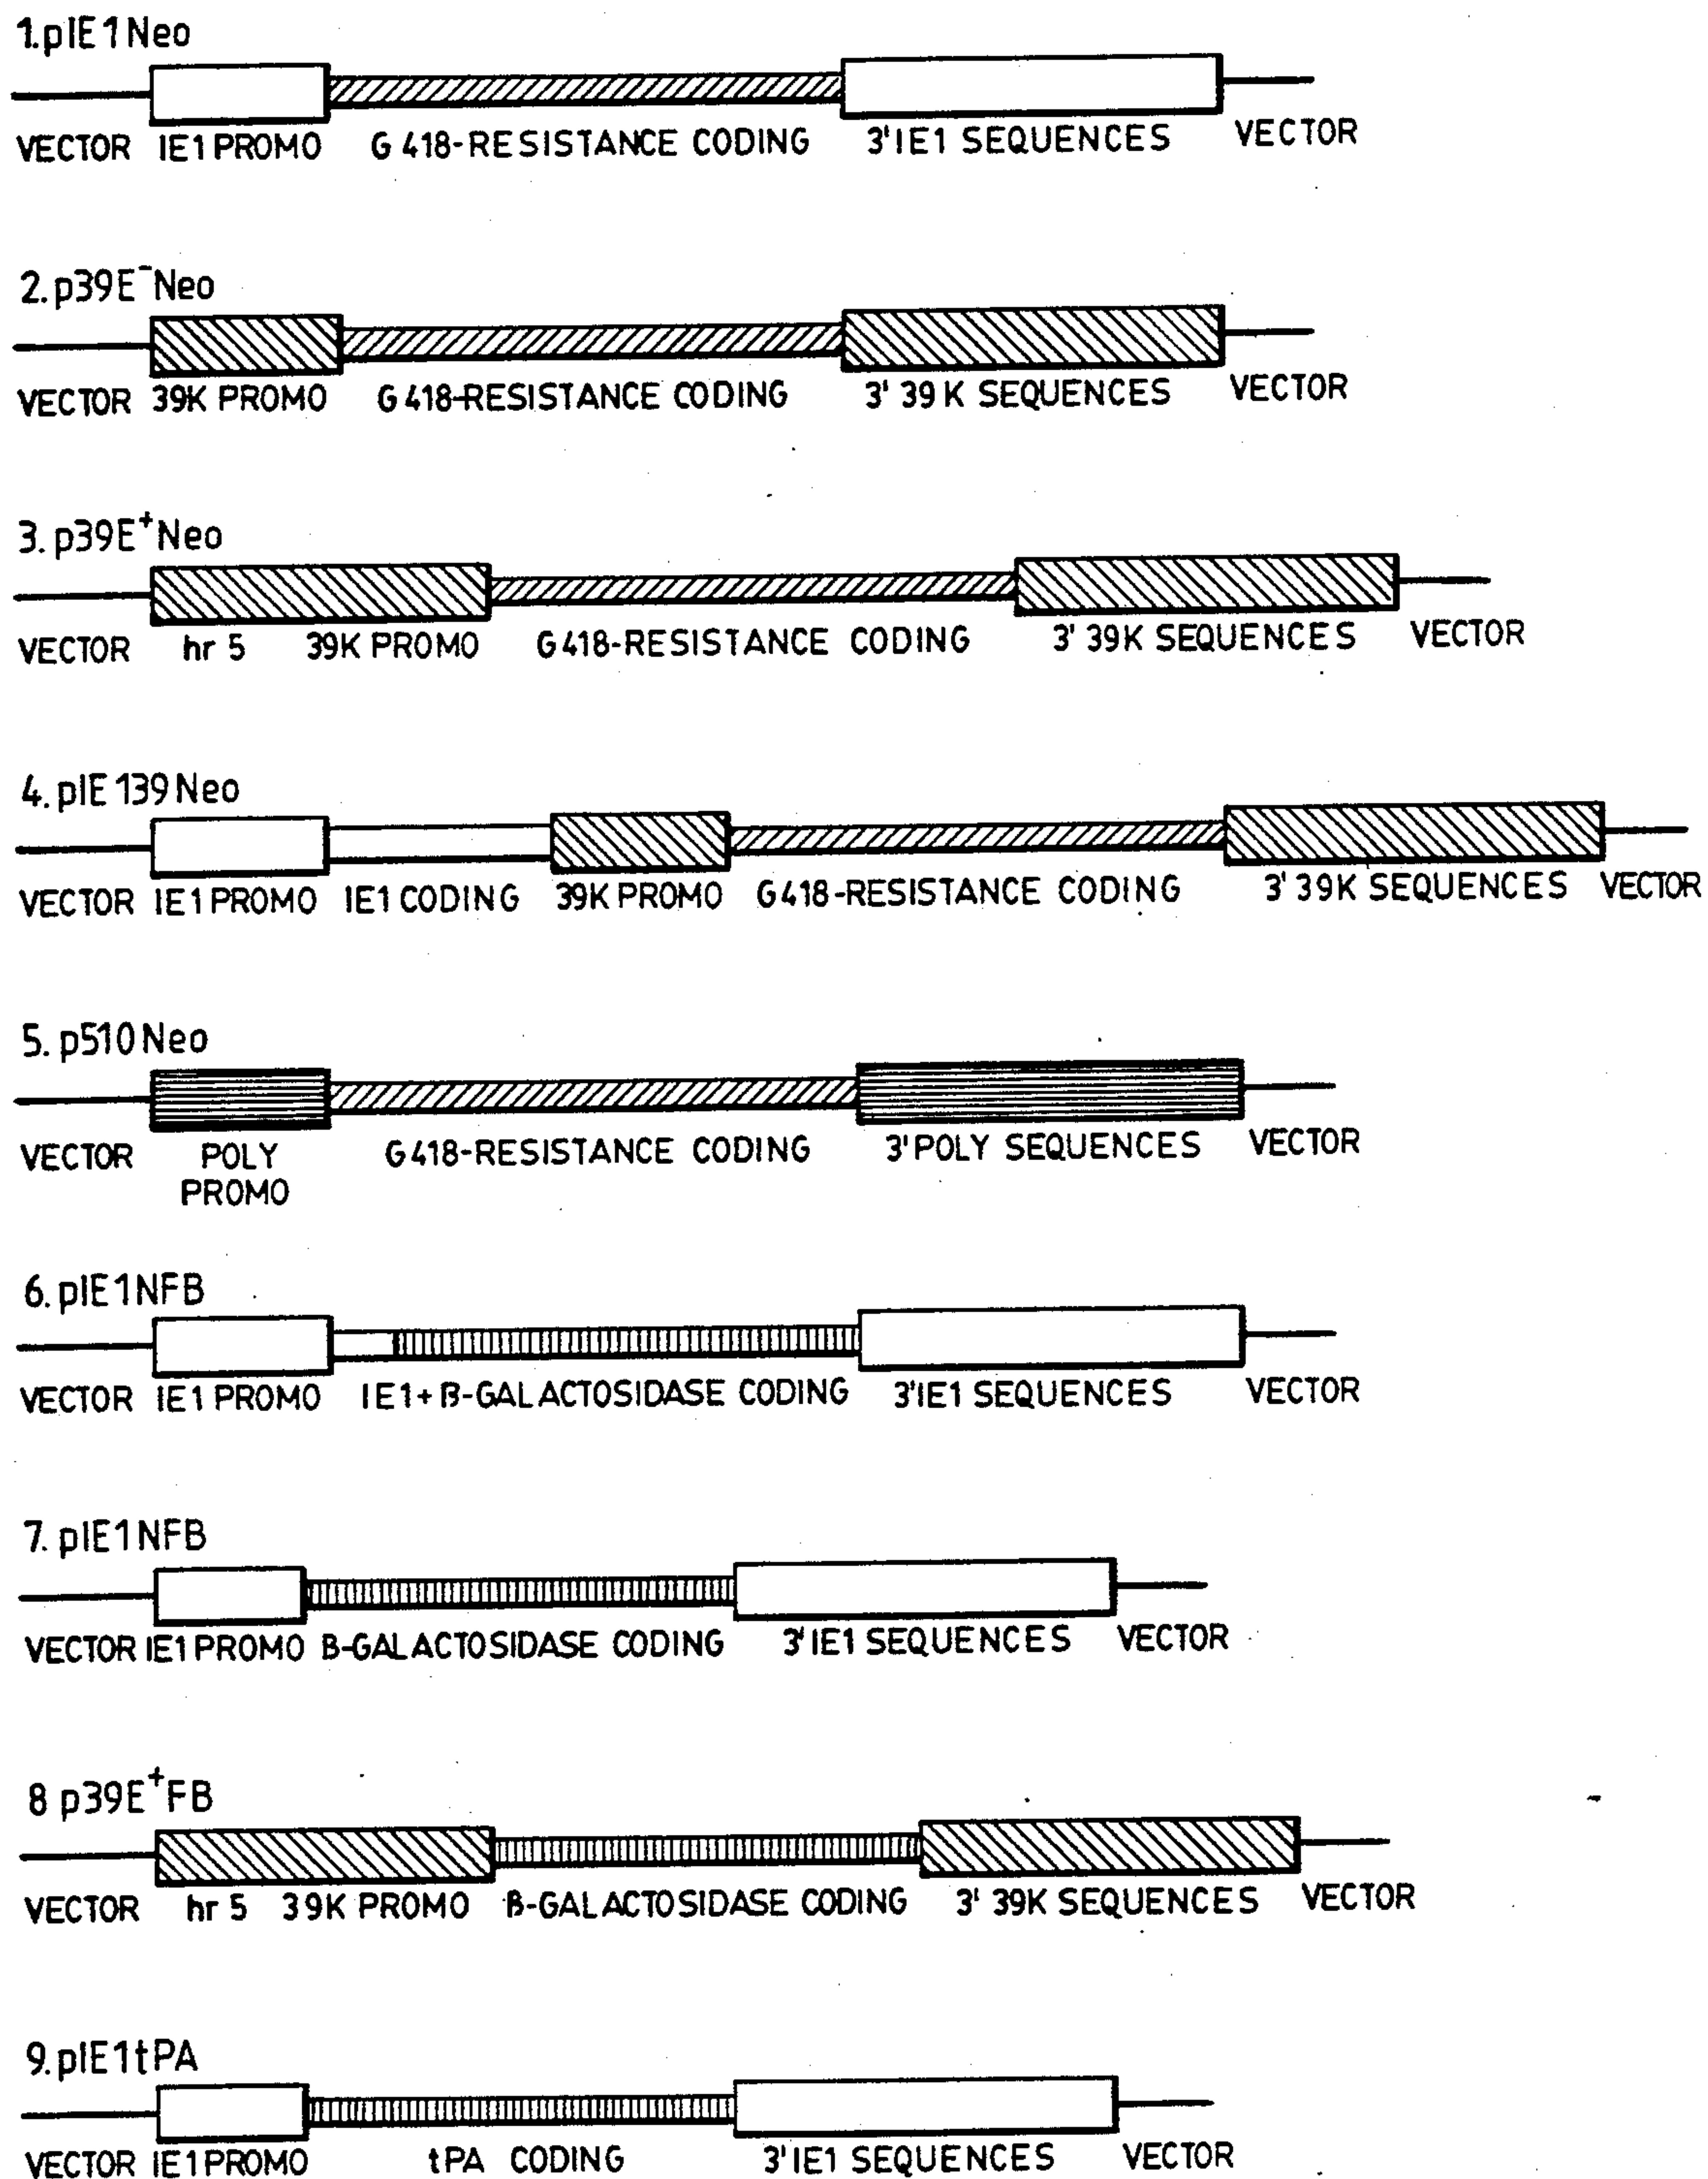 1.pIE1Neo
VECTOR IE1 PROMO G418-RESISTANCE CODING 3'IE1 SEQUENCES VECTOR
2.p39E⁻Neo
VECTOR 39K PROMO G418-RESISTANCE CODING 3' 39K SEQUENCES VECTOR
3.p39E⁺Neo
VECTOR hr 5 39K PROMO G418-RESISTANCE CODING 3' 39K SEQUENCES VECTOR
4.pIE139Neo
VECTOR IE1 PROMO IE1 CODING 39K PROMO G418-RESISTANCE CODING 3' 39K SEQUENCES VECTOR
5.p510Neo
VECTOR POLY G418-RESISTANCE CODING 3'POLY SEQUENCES VECTOR
PROMO
6.pIE1NFB
VECTOR IE1 PROMO IE1+β-GALACTOSIDASE CODING 3'IE1 SEQUENCES VECTOR
7.pIE1NFB
VECTOR IE1 PROMO β-GALACTOSIDASE CODING 3'IE1 SEQUENCES VECTOR
8 p39E⁺FB
VECTOR hr 5 39K PROMO β-GALACTOSIDASE CODING 3' 39K SEQUENCES VECTOR
9.pIE1tPA
VECTOR IE1 PROMO tPA CODING 3'IE1 SEQUENCES VECTOR